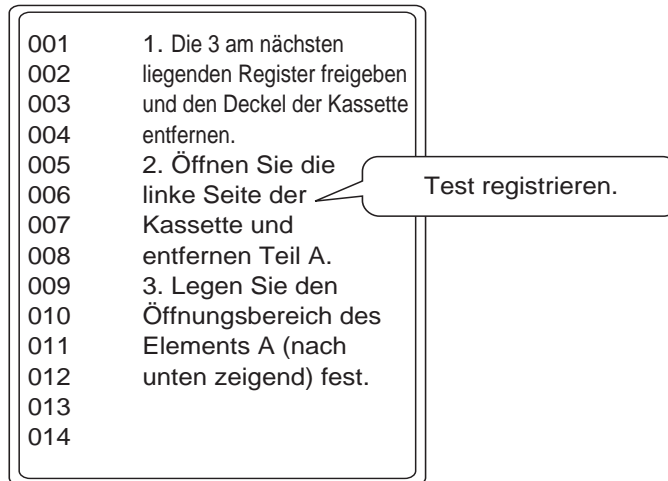 001 1. Die 3 am nächsten
002 liegenden Register freigeben
003 und den Deckel der Kassette
004 entfernen.
005 2. Öffnen Sie die
006 linke Seite der
007 Kassette und
008 entfernen Teil A.
009 3. Legen Sie den
010 Öffnungsbereich des
011 Elements A (nach
012 unten zeigend) fest.
013
014
Test registrieren.